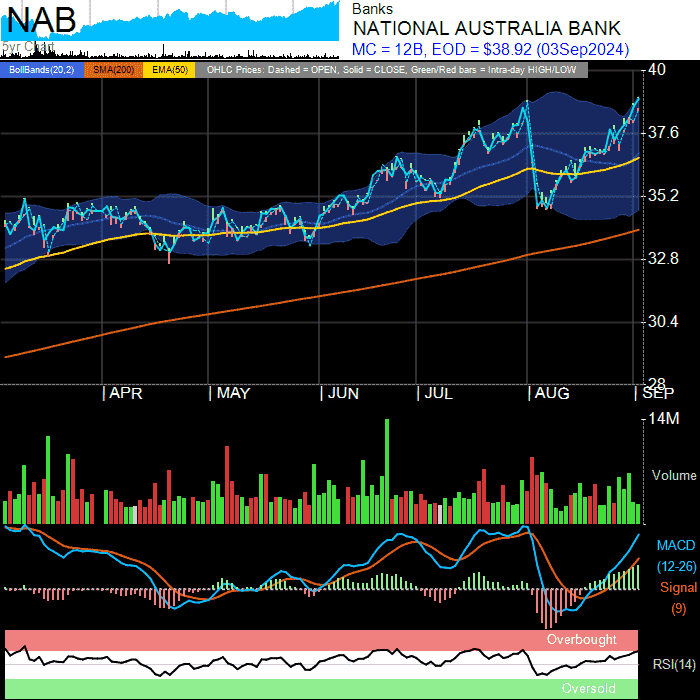 NAB
5yr Chart
Banks
NATIONAL AUSTRALIA BANK
MC = 12B, EOD = $38.92 (03Sep2024)
BollBands(20,2) SMA(200) EMA(50) OHLC Prices: Dashed = OPEN, Solid = CLOSE, Green/Red bars = Intra-day HIGH/LOW
40
37.6
35.2
32.8
30.4
28
APR MAY JUN JUL AUG SEP
14M
Volume
MACD
(12-26)
Signal
(9)
Overbought
RSI(14)
Oversold